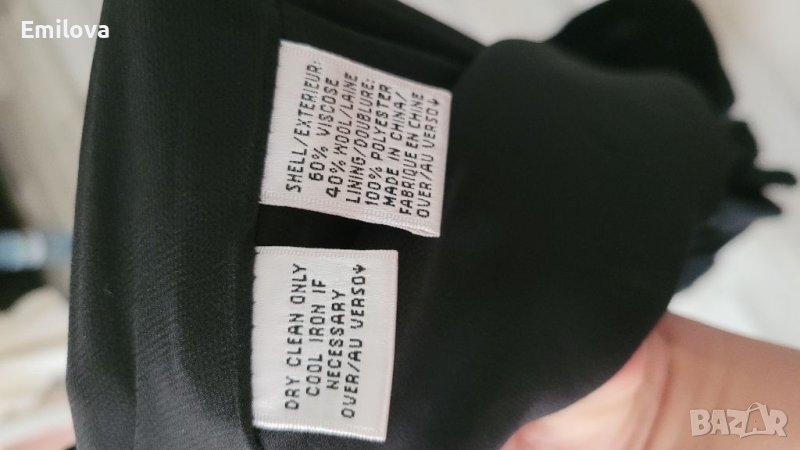 Emilova
SHELL/EXTERIEUR:
60% VISCOSE
40% WOOL/LAINE
LINING/DOUBLURE:
100% POLYESTER
MADE IN CHINA/
FABRIQUE EN CHINE
OVER/AU VERSO
DRY CLEAN ONLY
COOL IRON IF
NECESSARY
OVER/AU VERSO
BAZAR